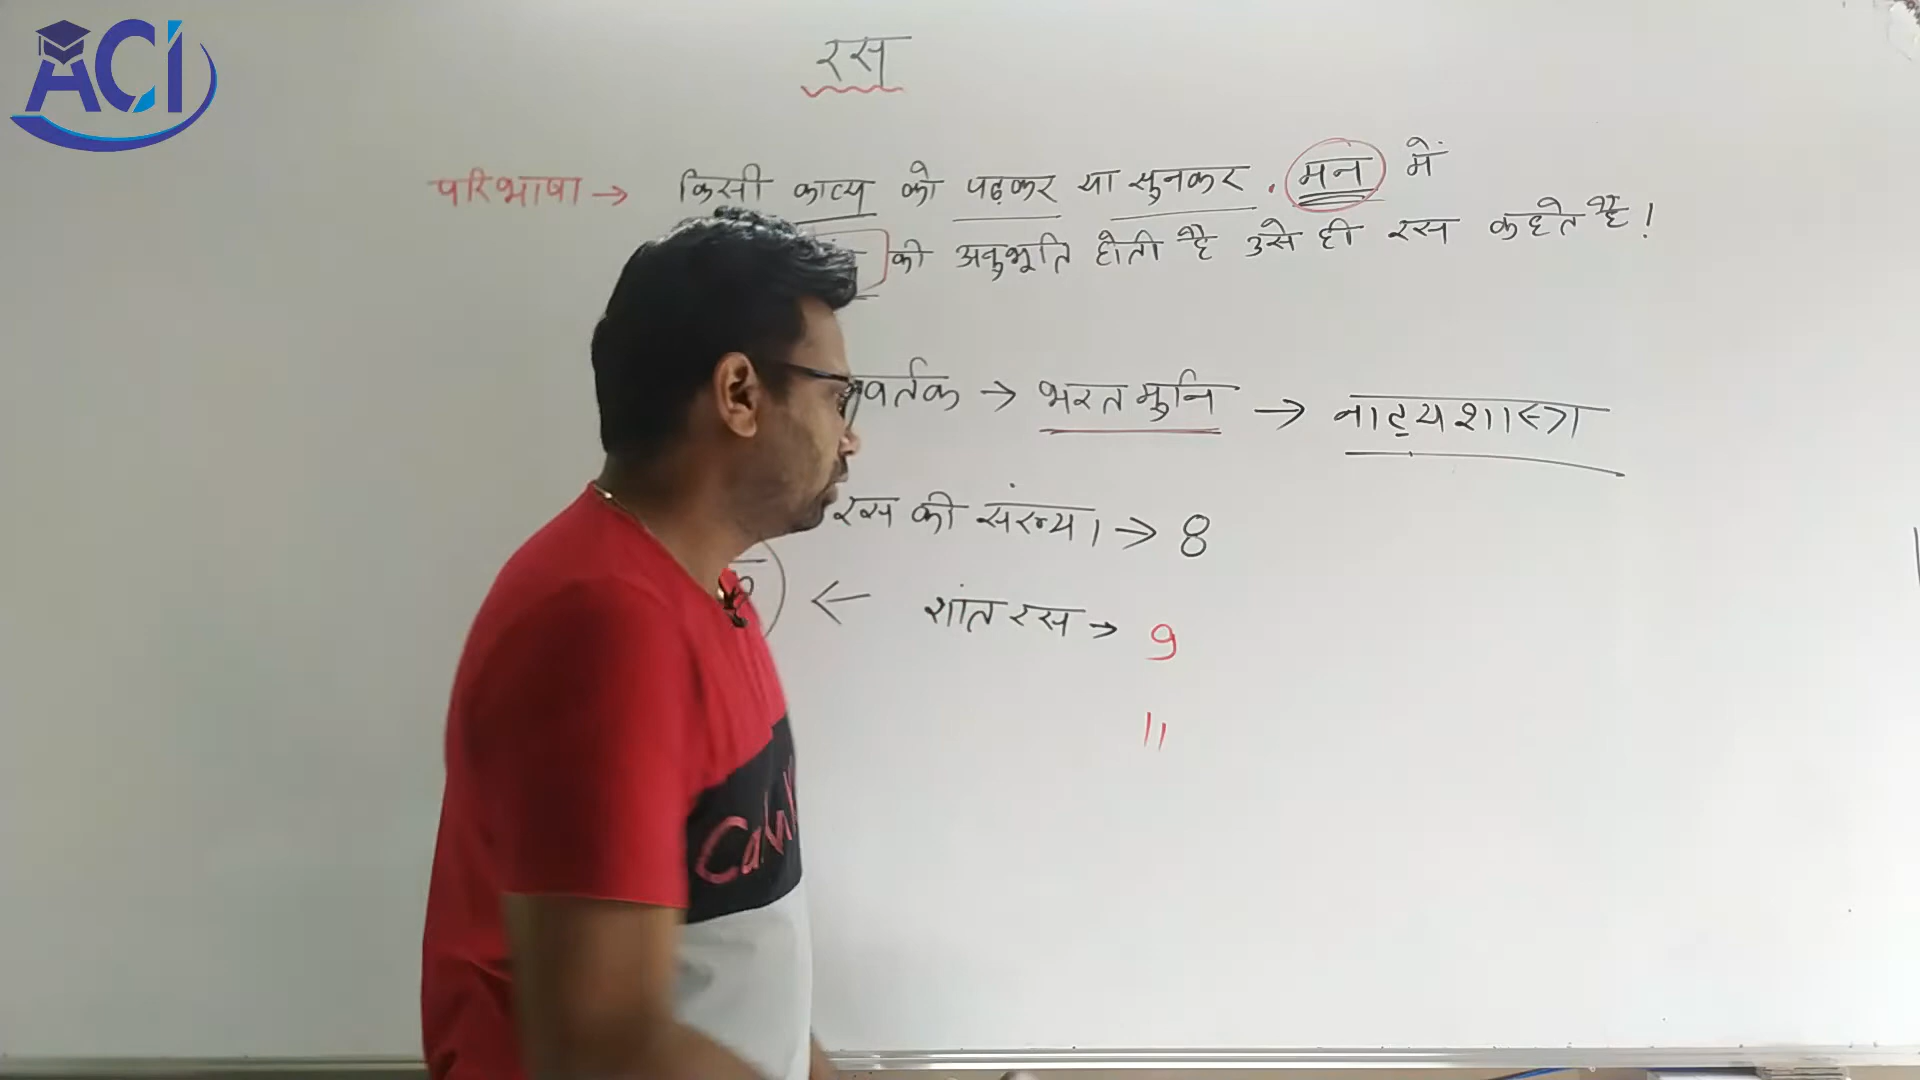 ACI
रस
परिभाषा → किसी काव्य को पढ़कर या सुनकर . मन में
की अनुभूति होती है उसे ही रस कहते है!
वर्तक → भरतमुनि → नाट्यशास्त्र
रस की संख्या → 8
← शांत रस → 9
11